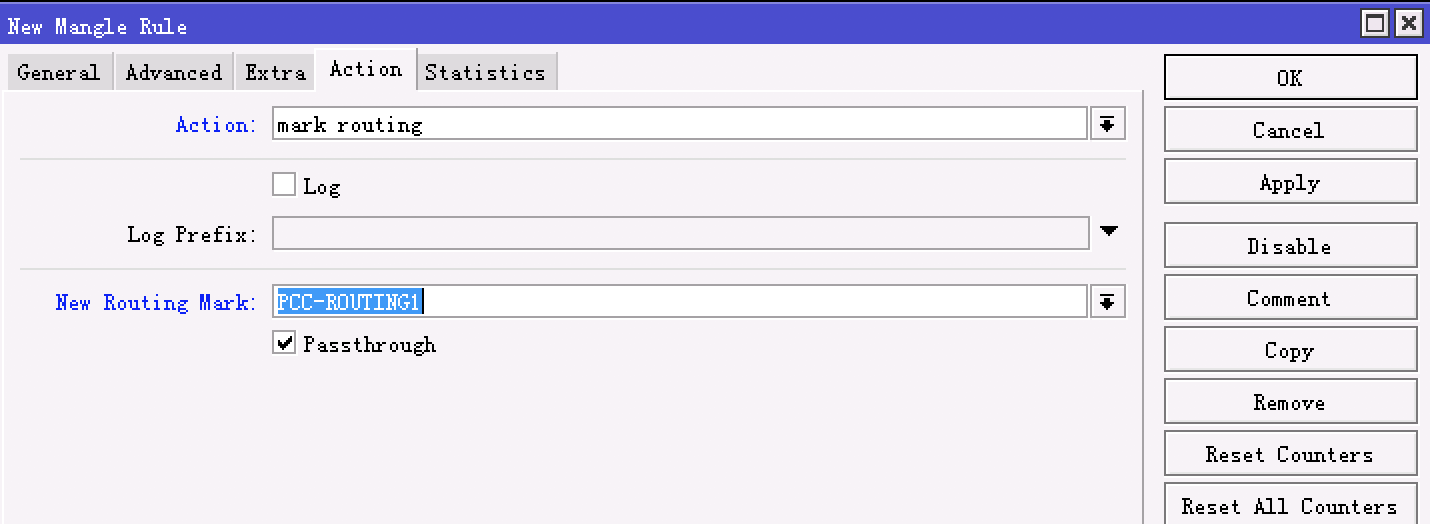 New Mangle Rule
General Advanced Extra Action Statistics
Action: mark routing
Log
Log Prefix:
New Routing Mark: PCC-ROUTING1
Passthrough
OK
Cancel
Apply
Disable
Comment
Copy
Remove
Reset Counters
Reset All Counters